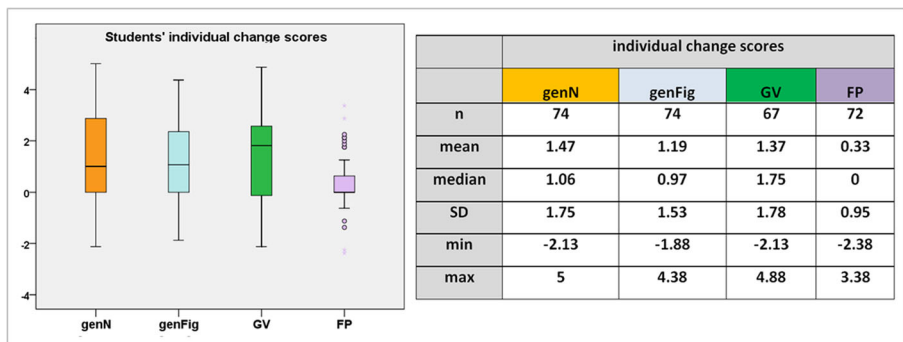 Students' individual change scores
4
2
0
-2
-4
genN genFig GV FP
individual change scores
genN genFig GV FP
n 74 74 67 72
mean 1.47 1.19 1.37 0.33
median 1.06 0.97 1.75 0
SD 1.75 1.53 1.78 0.95
min -2.13 -1.88 -2.13 -2.38
max 5 4.38 4.88 3.38